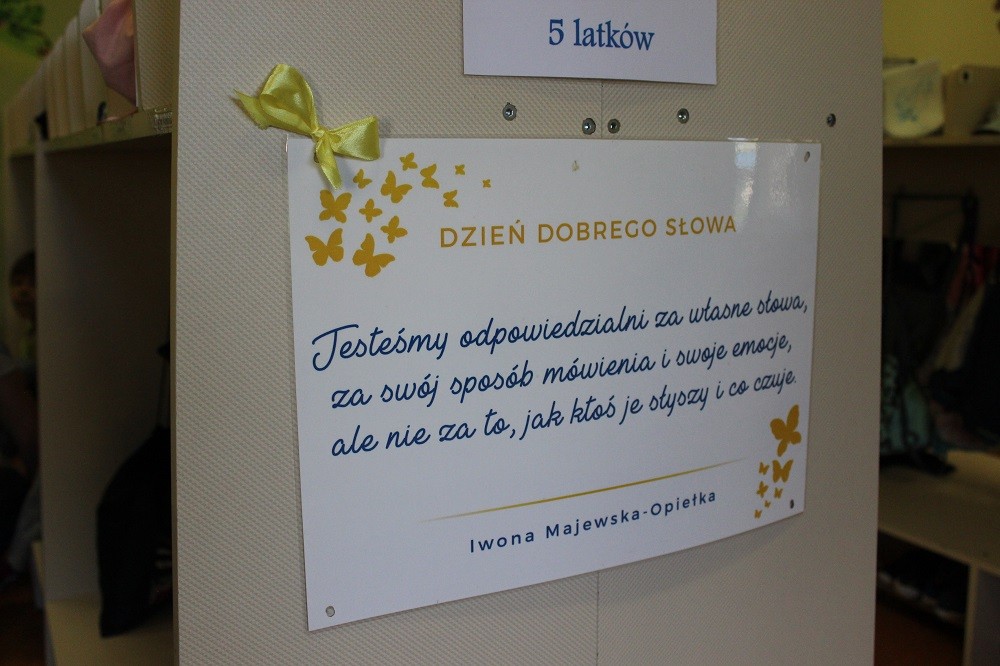 5 latków
DZIEŃ DOBREGO SŁOWA
Jesteśmy odpowiedzialni za własne słowa,
za swój sposób mówienia i swoje emocje,
ale nie za to, jak ktoś je słyszy i co czuje.
Iwona Majewska-Opiełka